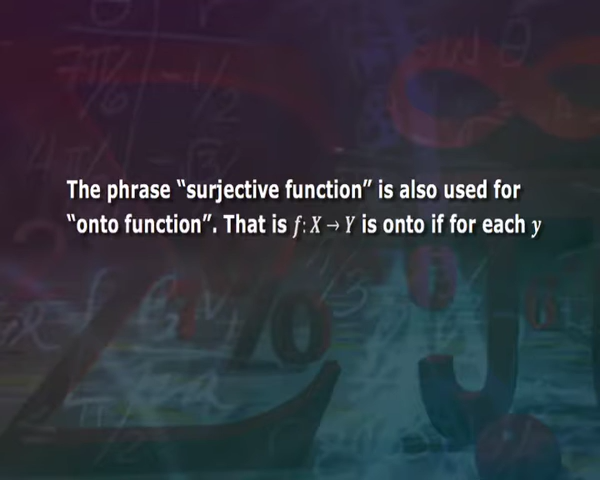 The phrase “surjective function” is also used for
“onto function”. That is f: X → Y is onto if for each y